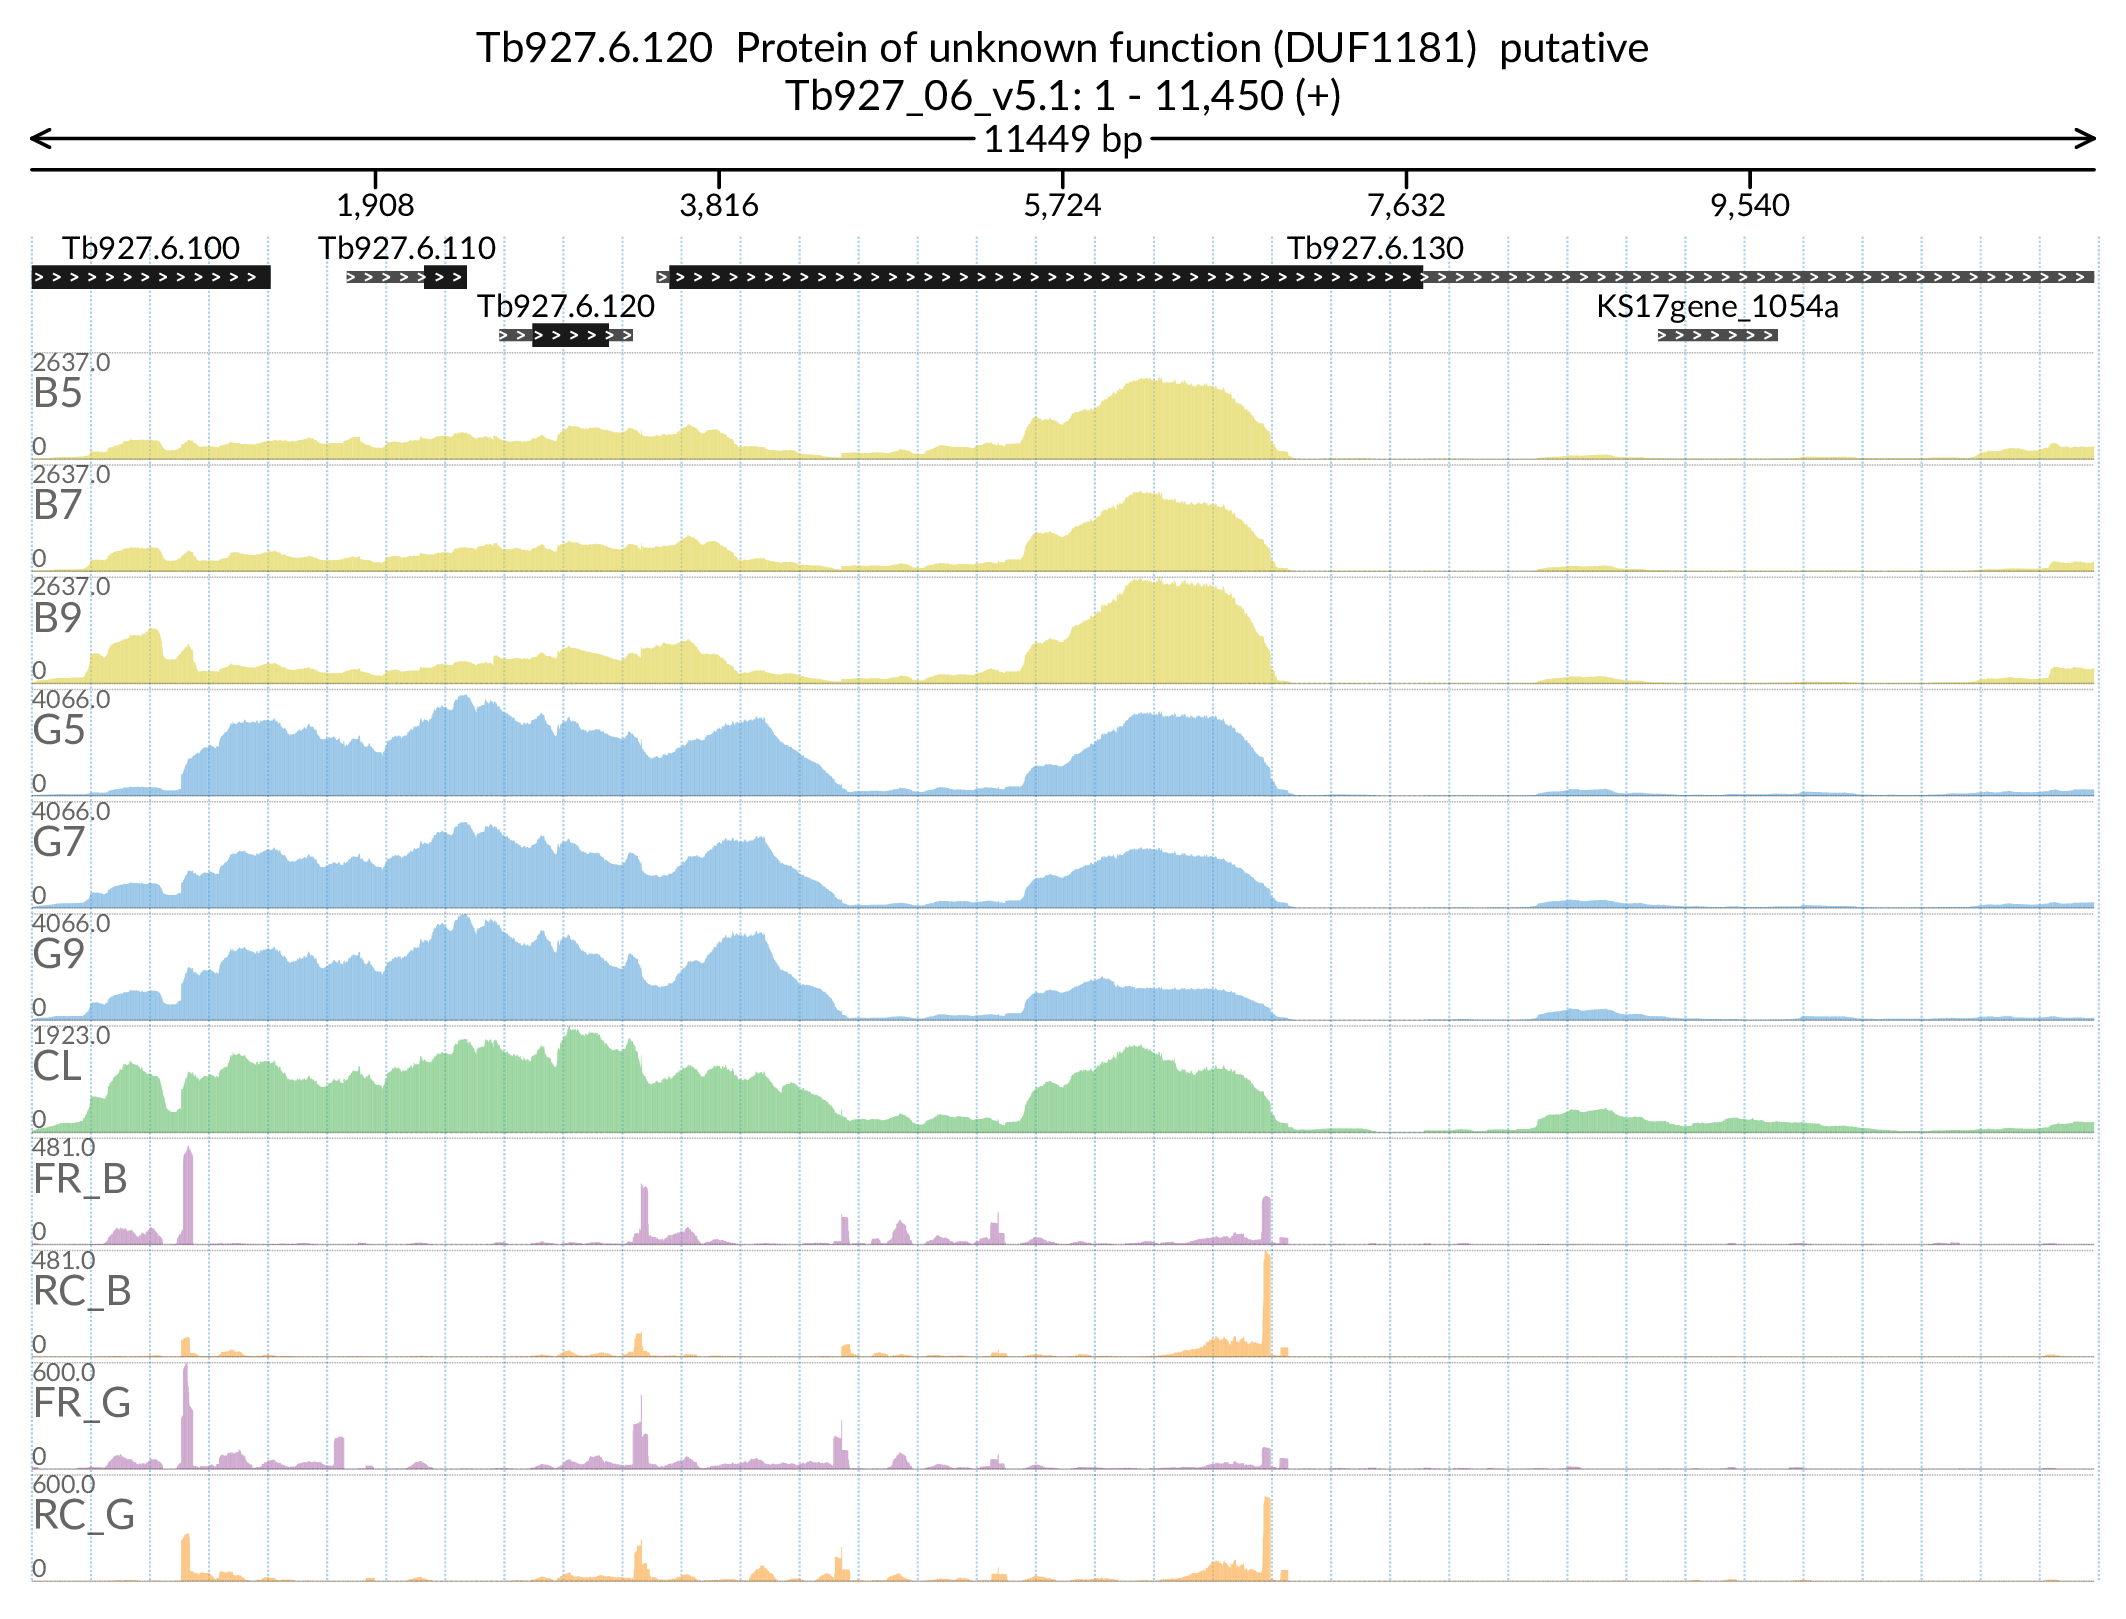 Tb927.6.120  Protein of unknown function (DUF1181)  putative
Tb927_06_v5.1: 1 - 11,450 (+)
11449 bp
1,908 3,816 5,724 7,632 9,540
Tb927.6.100 Tb927.6.110 Tb927.6.130
Tb927.6.120 KS17gene_1054a
2637.0
B5
0
2637.0
B7
0
2637.0
B9
0
4066.0
G5
0
4066.0
G7
0
4066.0
G9
0
1923.0
CL
0
481.0
FR_B
0
481.0
RC_B
0
600.0
FR_G
0
600.0
RC_G
0